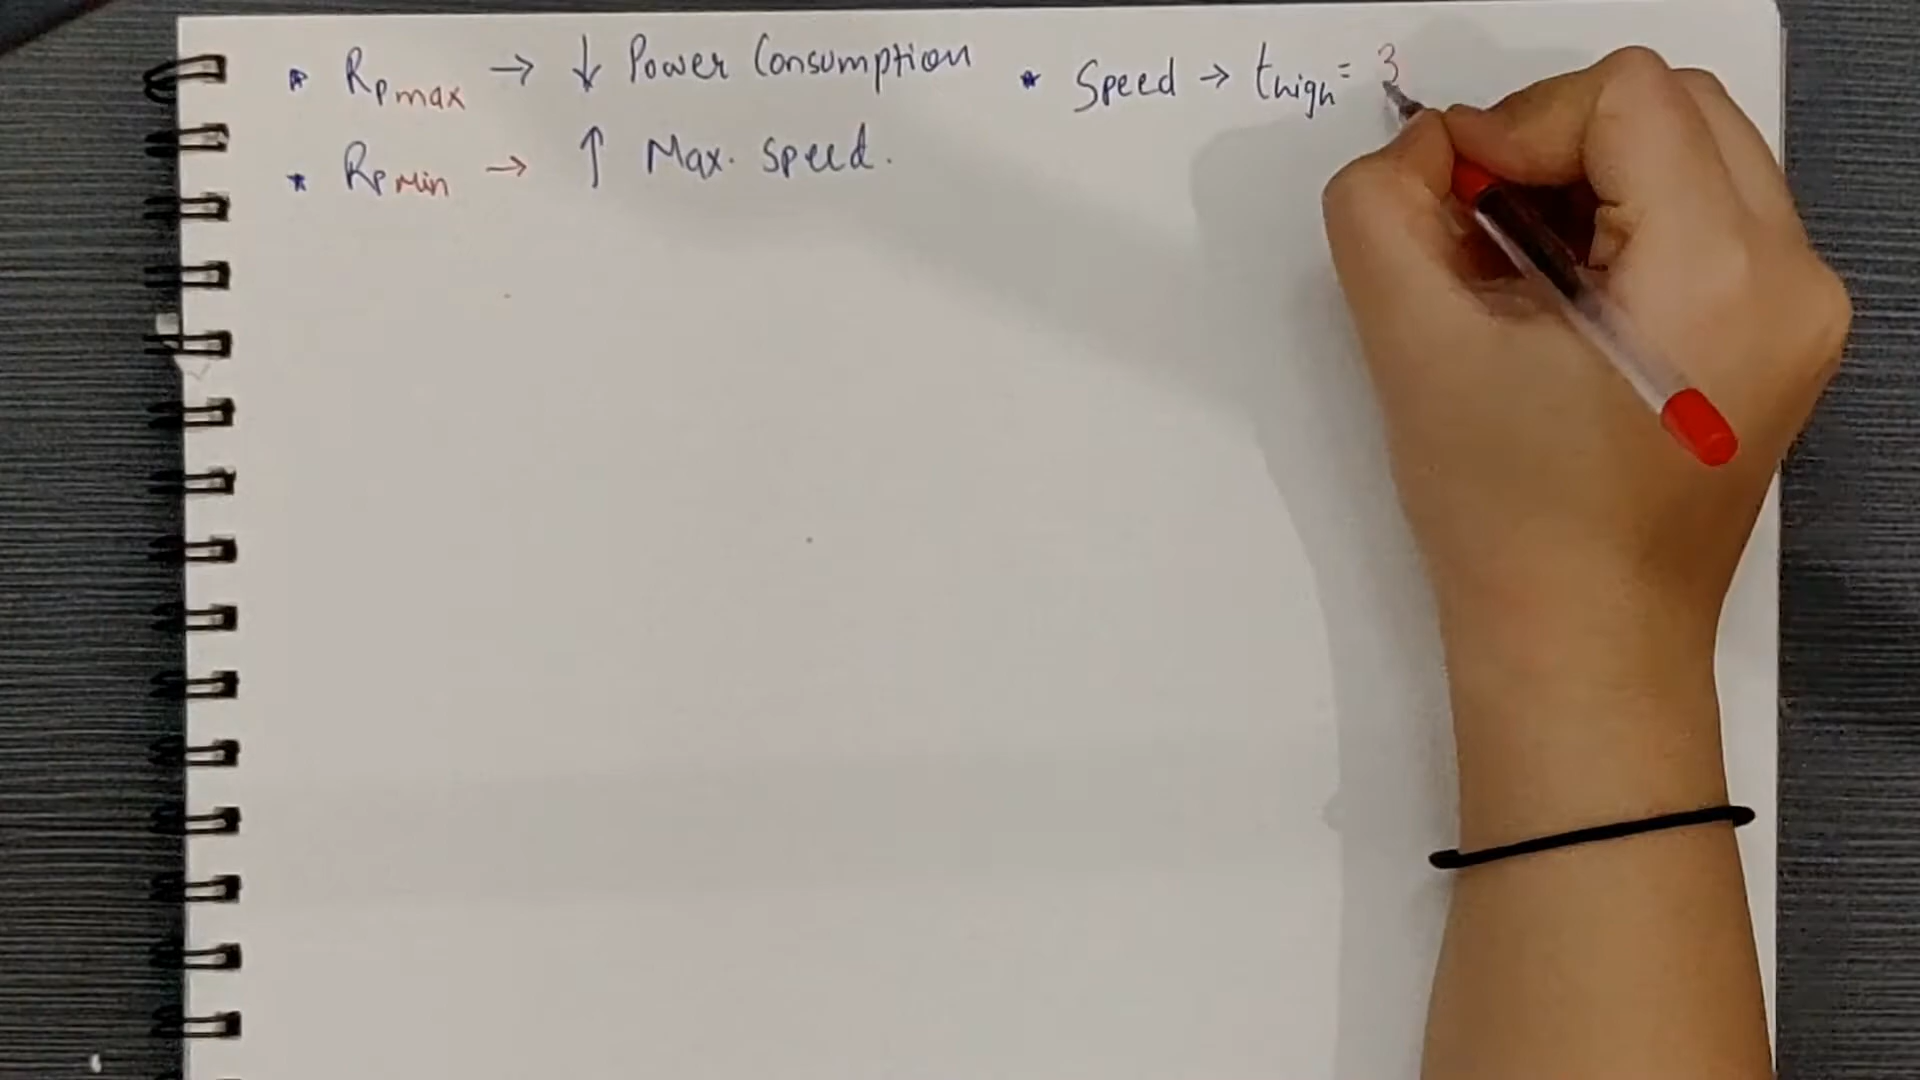 * Rpmax → ↓ Power Consumption
* Rpmin → ↑ Max. Speed.
* Speed → thigh = 3